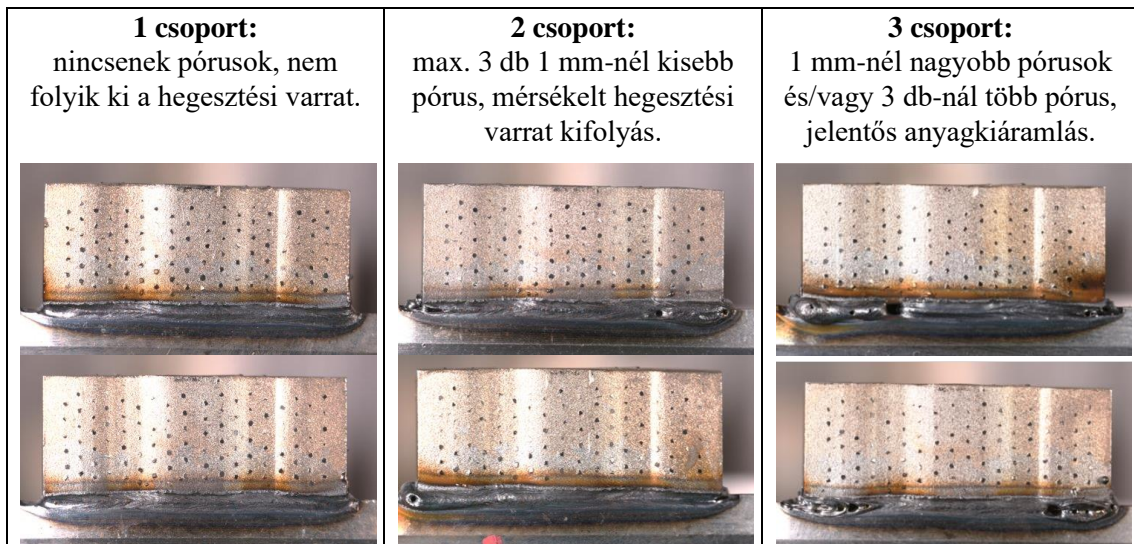 1 csoport:
nincsenek pórusok, nem
folyik ki a hegesztési varrat.
2 csoport:
max. 3 db 1 mm-nél kisebb
pórus, mérsékelt hegesztési
varrat kifolyás.
3 csoport:
1 mm-nél nagyobb pórusok
és/vagy 3 db-nál több pórus,
jelentős anyagkiáramlás.